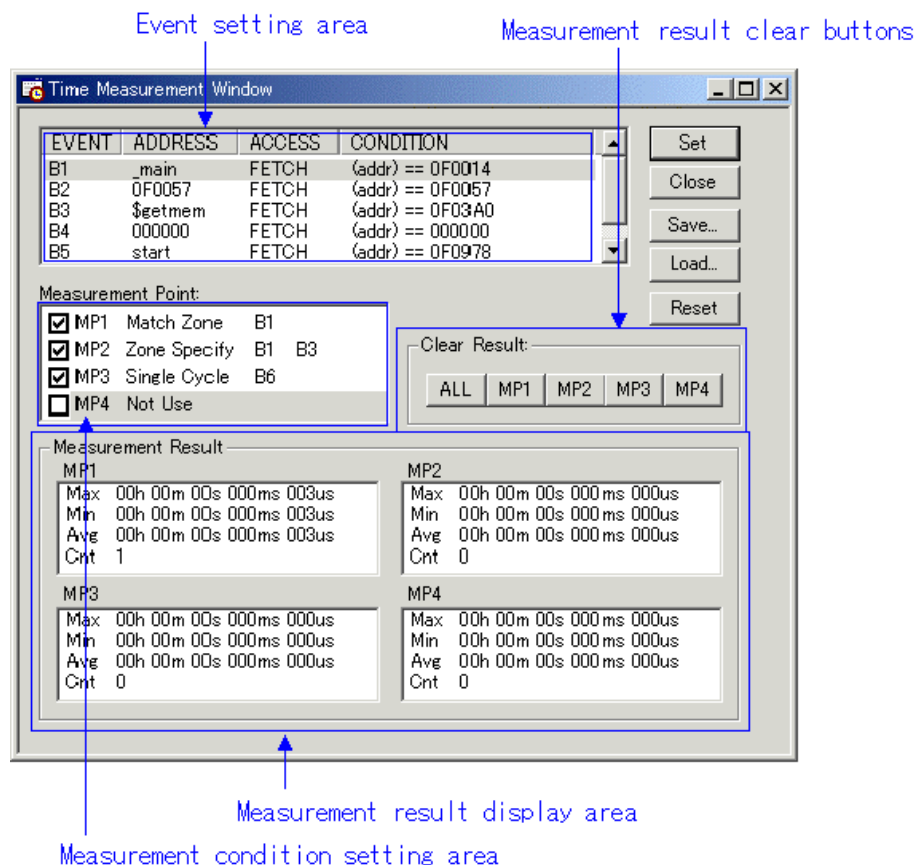 Event setting area
Measurement result clear buttons
Time Measurement Window
EVENT ADDRESS ACCESS CONDITION
B1 _main FETCH (addr) == 0F0014
B2 0F0057 FETCH (addr) == 0F0057
B3 $getmem FETCH (addr) == 0F03A0
B4 000000 FETCH (addr) == 000000
B5 start FETCH (addr) == 0F0978
Set
Close
Save...
Load...
Reset
Measurement Point:
MP1 Match Zone B1
MP2 Zone Specify B1 B3
MP3 Single Cycle B6
MP4 Not Use
Clear Result:
ALL MP1 MP2 MP3 MP4
Measurement Result
MP1
Max 00h 00m 00s 000ms 003us
Min 00h 00m 00s 000ms 003us
Avg 00h 00m 00s 000ms 003us
Cnt 1
MP2
Max 00h 00m 00s 000ms 000us
Min 00h 00m 00s 000ms 000us
Avg 00h 00m 00s 000ms 000us
Cnt 0
MP3
Max 00h 00m 00s 000ms 000us
Min 00h 00m 00s 000ms 000us
Avg 00h 00m 00s 000ms 000us
Cnt 0
MP4
Max 00h 00m 00s 000ms 000us
Min 00h 00m 00s 000ms 000us
Avg 00h 00m 00s 000ms 000us
Cnt 0
Measurement result display area
Measurement condition setting area